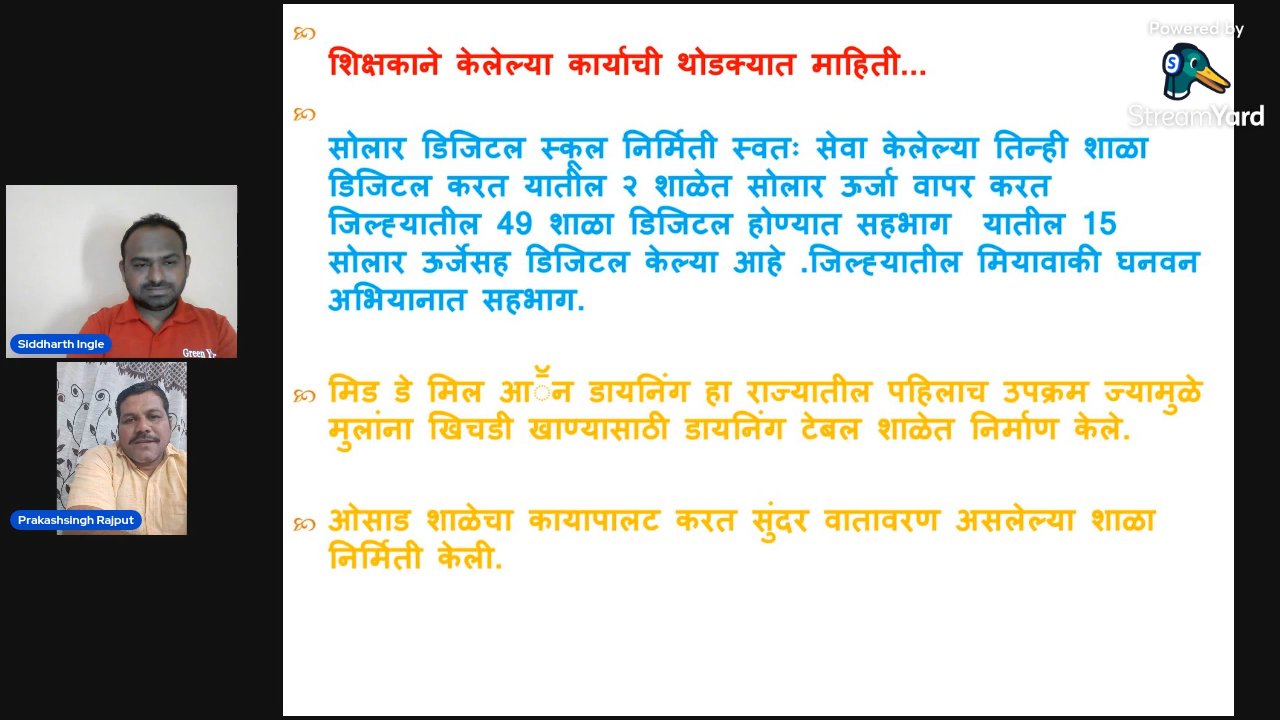 शिक्षकाने केलेल्या कार्याची थोडक्यात माहिती...
सोलार डिजिटल स्कूल निर्मिती स्वतः सेवा केलेल्या तिन्ही शाळा
डिजिटल करत यातील २ शाळेत सोलार ऊर्जा वापर करत
जिल्ह्यातील 49 शाळा डिजिटल होण्यात सहभाग यातील 15
सोलार ऊर्जेसह डिजिटल केल्या आहे .जिल्ह्यातील मियावाकी घनवन
अभियानात सहभाग.
मिड डे मिल आॅन डायनिंग हा राज्यातील पहिलाच उपक्रम ज्यामुळे
मुलांना खिचडी खाण्यासाठी डायनिंग टेबल शाळेत निर्माण केले.
ओसाड शाळेचा कायापालट करत सुंदर वातावरण असलेल्या शाळा
निर्मिती केली.
Powered by
S
StreamYard
Green
Siddharth Ingle
Prakashsingh Rajput